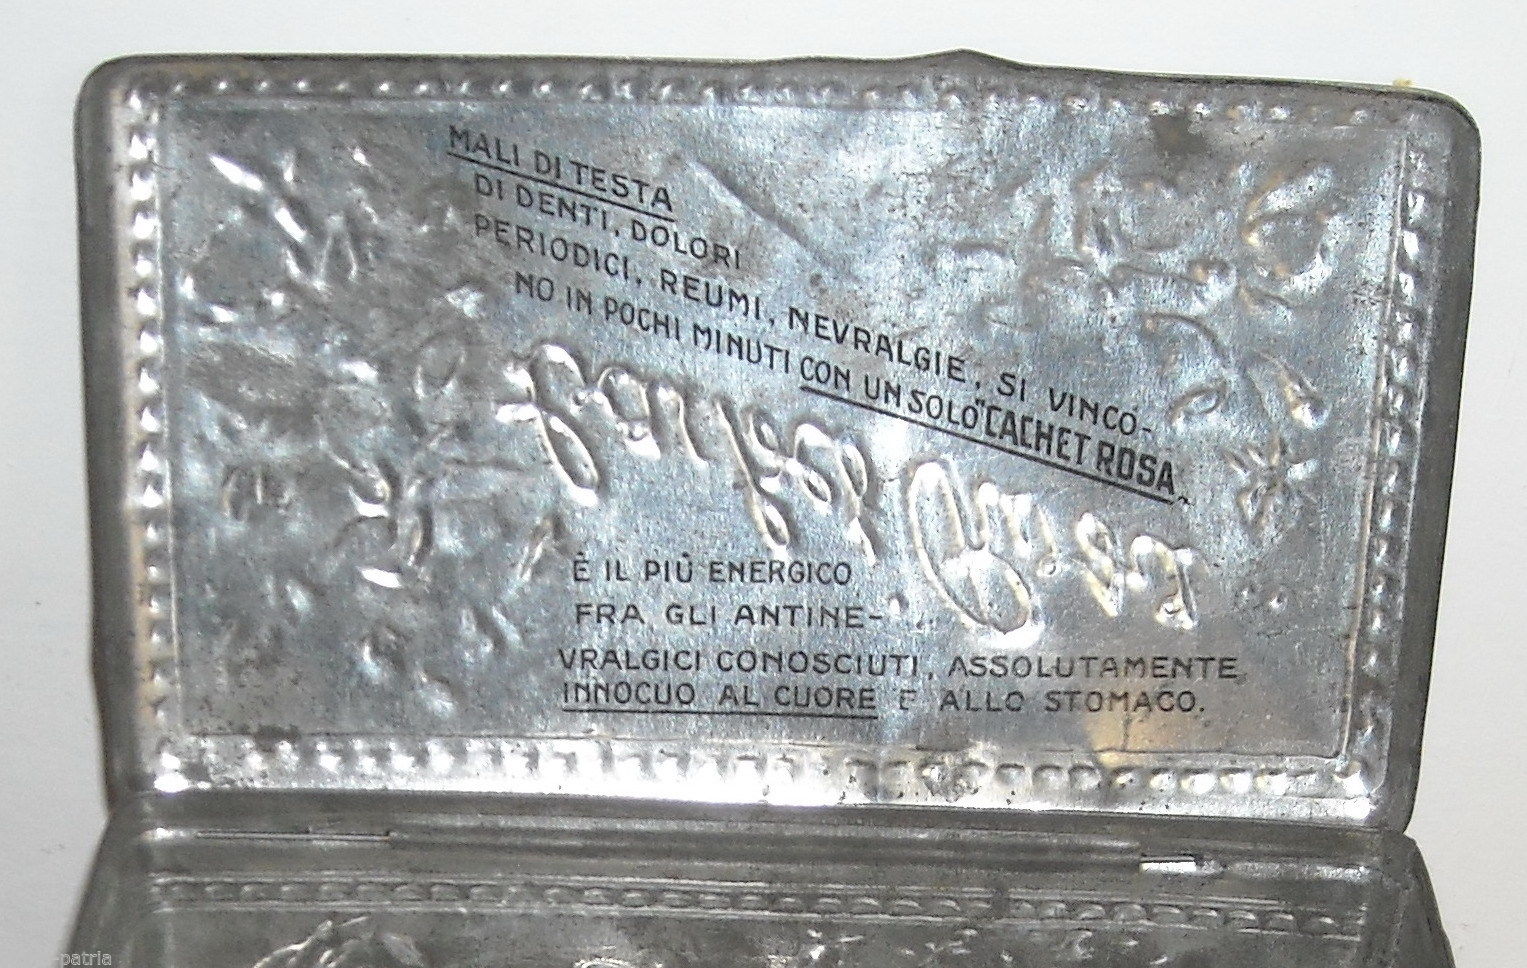 MALI DI TESTA
DI DENTI, DOLORI
PERIODICI, REUMI, NEVRALGIE, SI VINCO-
NO IN POCHI MINUTI CON UN SOLO "CACHET ROSA"
È IL PIÙ ENERGICO
FRA GLI ANTINE-
VRALGICI CONOSCIUTI, ASSOLUTAMENTE
INNOCUO AL CUORE E ALLO STOMACO.
-patria